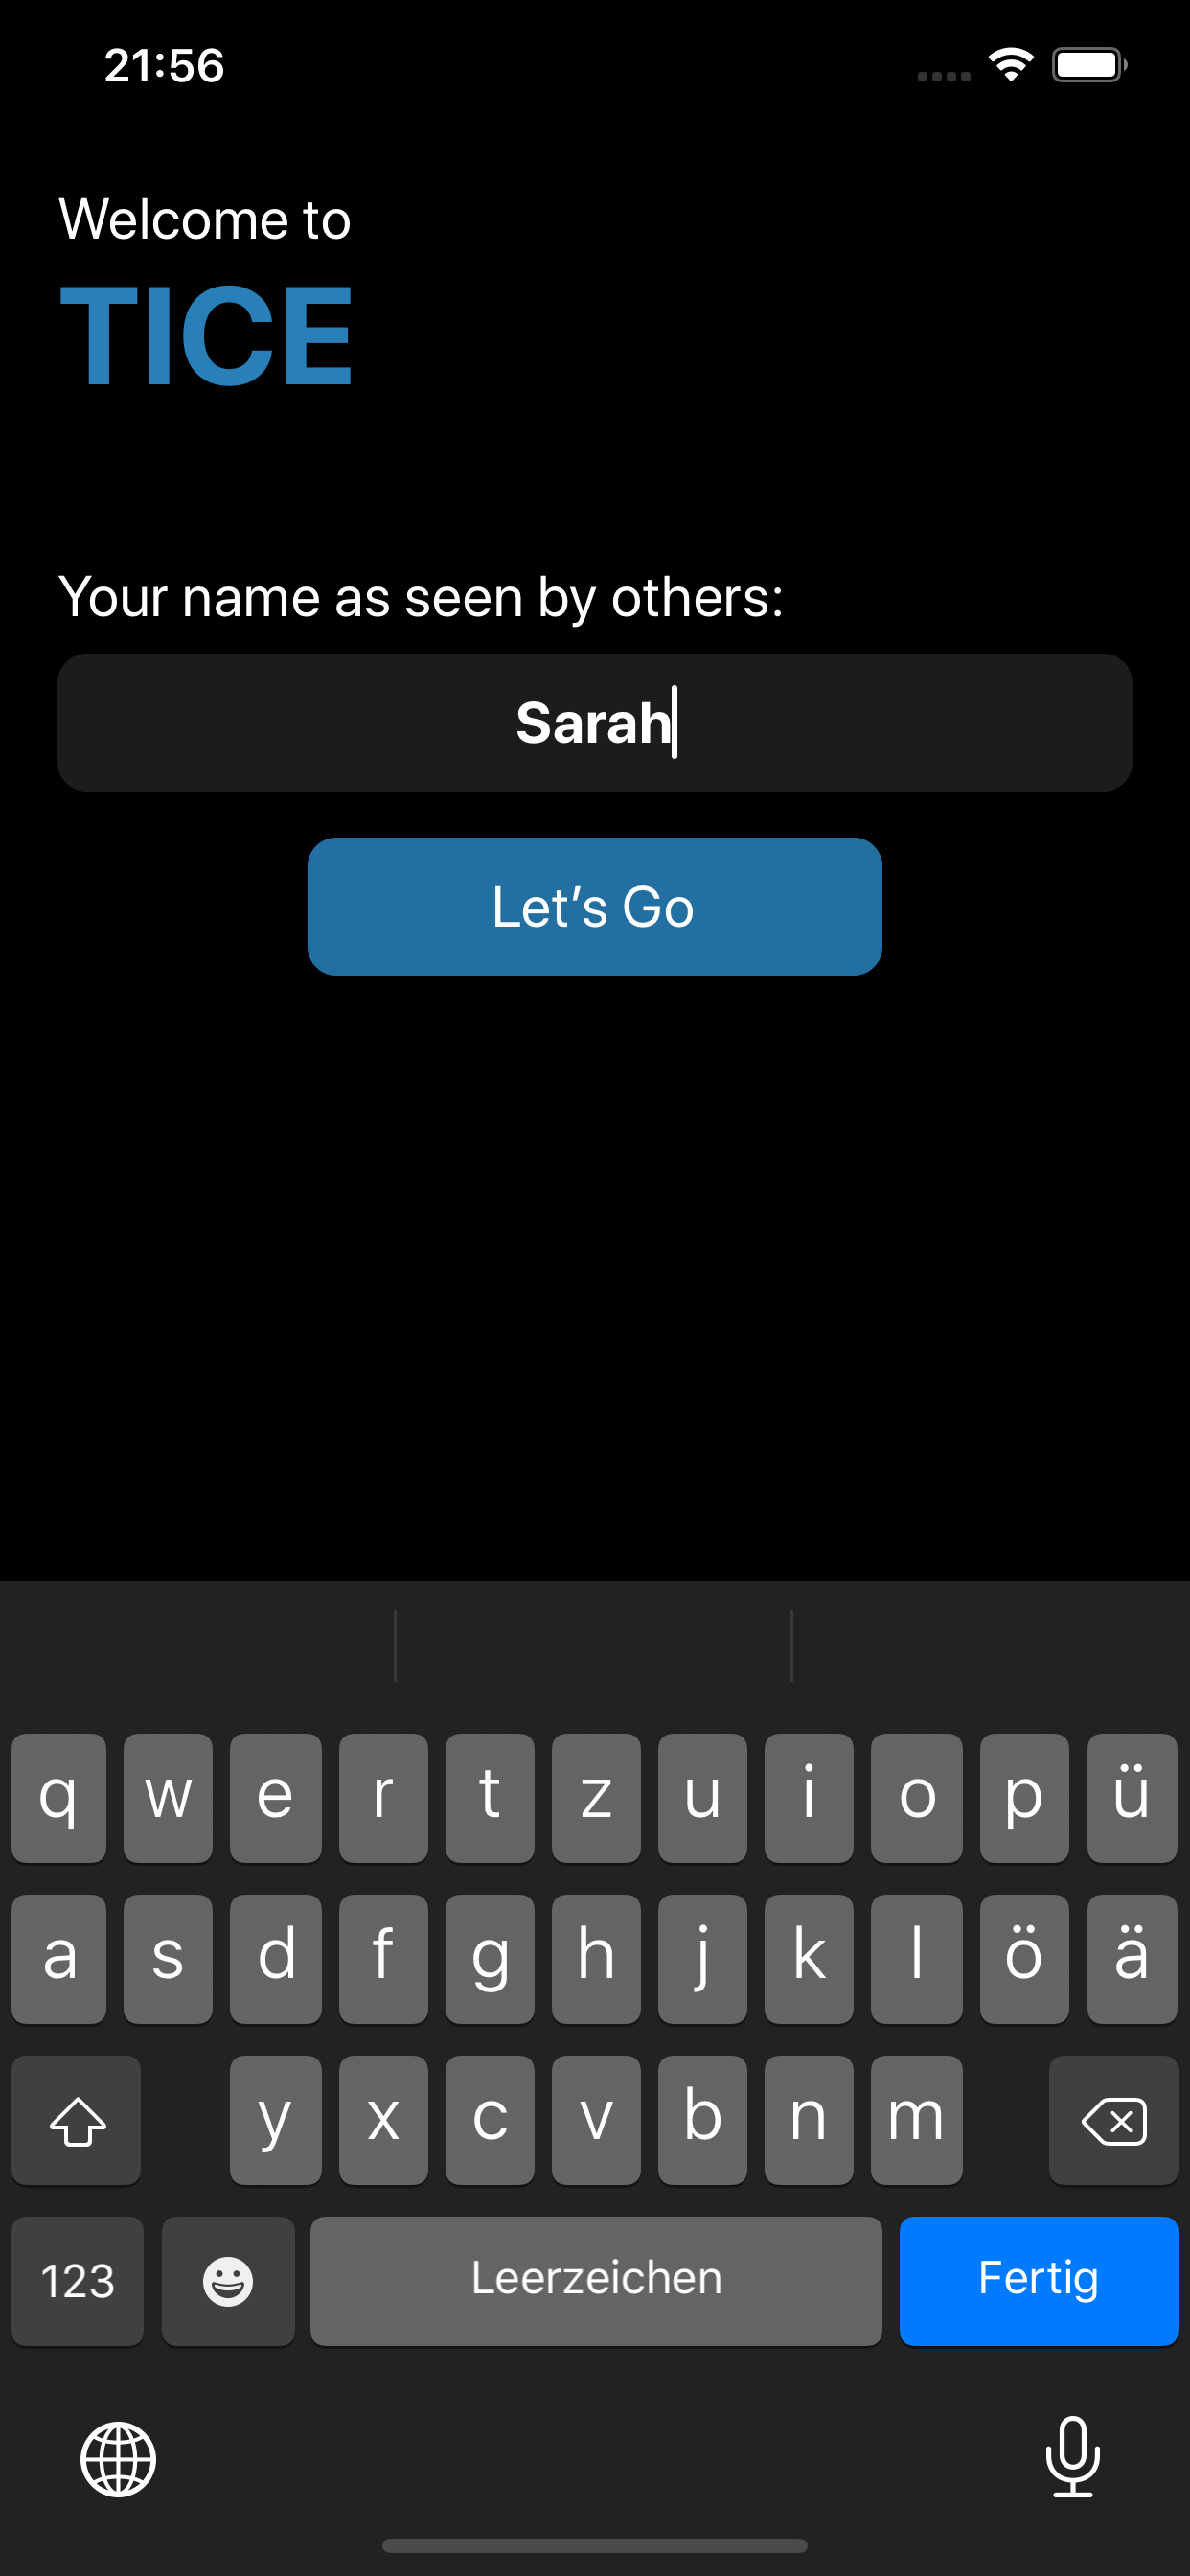 21:56
Welcome to
TICE
Your name as seen by others:
Sarah
Let’s Go
q w e r t z u i o p ü
a s d f g h j k l ö ä
y x c v b n m
123 Leerzeichen Fertig